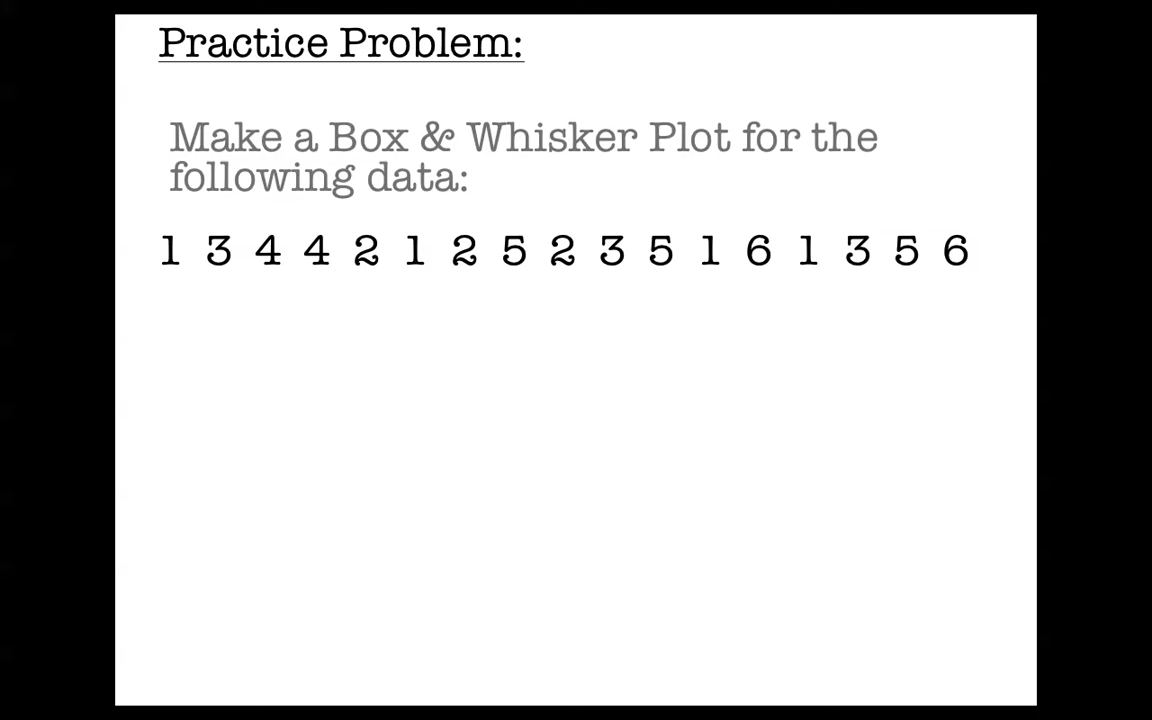 Practice Problem:
Make a Box & Whisker Plot for the
following data:
1 3 4 4 2 1 2 5 2 3 5 1 6 1 3 5 6